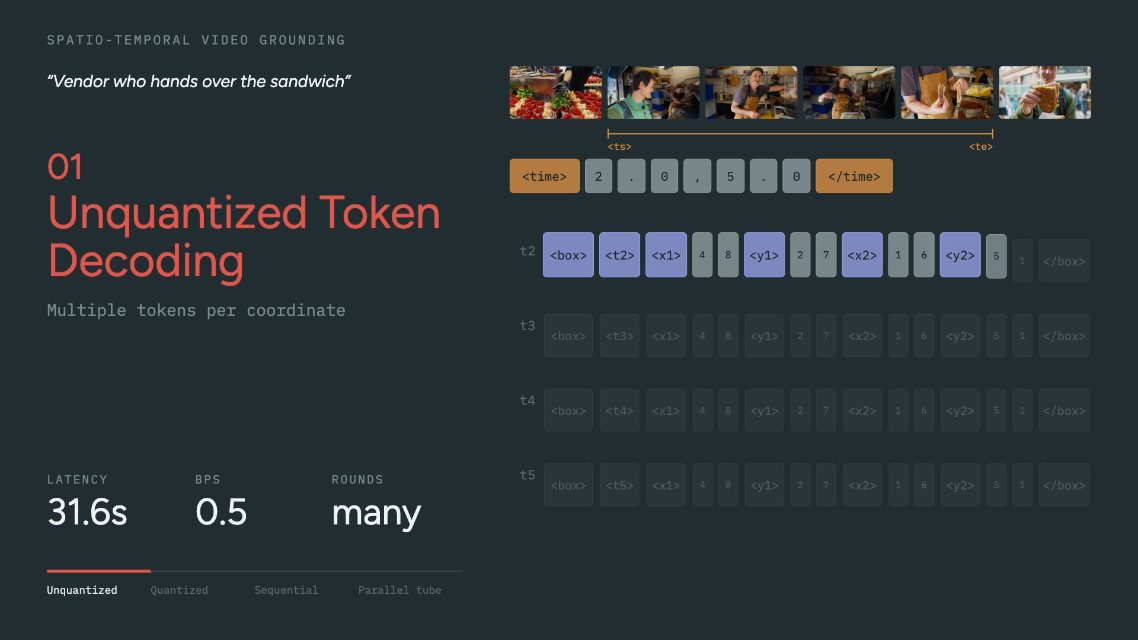 SPATIO-TEMPORAL VIDEO GROUNDING
“Vendor who hands over the sandwich”
01
Unquantized Token
Decoding
Multiple tokens per coordinate
LATENCY BPS ROUNDS
31.6s 0.5 many
Unquantized Quantized Sequential Parallel tube
<ts> <te>
<time> 2 . 0 , 5 . 0 </time>
t2 <box> <t2> <x1> 4 8 <y1> 2 7 <x2> 1 6 <y2> 5 1 </box>
t3 <box> <t3> <x1> 4 8 <y1> 2 7 <x2> 1 6 <y2> 5 1 </box>
t4 <box> <t4> <x1> 4 8 <y1> 2 7 <x2> 1 6 <y2> 5 1 </box>
t5 <box> <t5> <x1> 4 8 <y1> 2 7 <x2> 1 6 <y2> 5 1 </box>